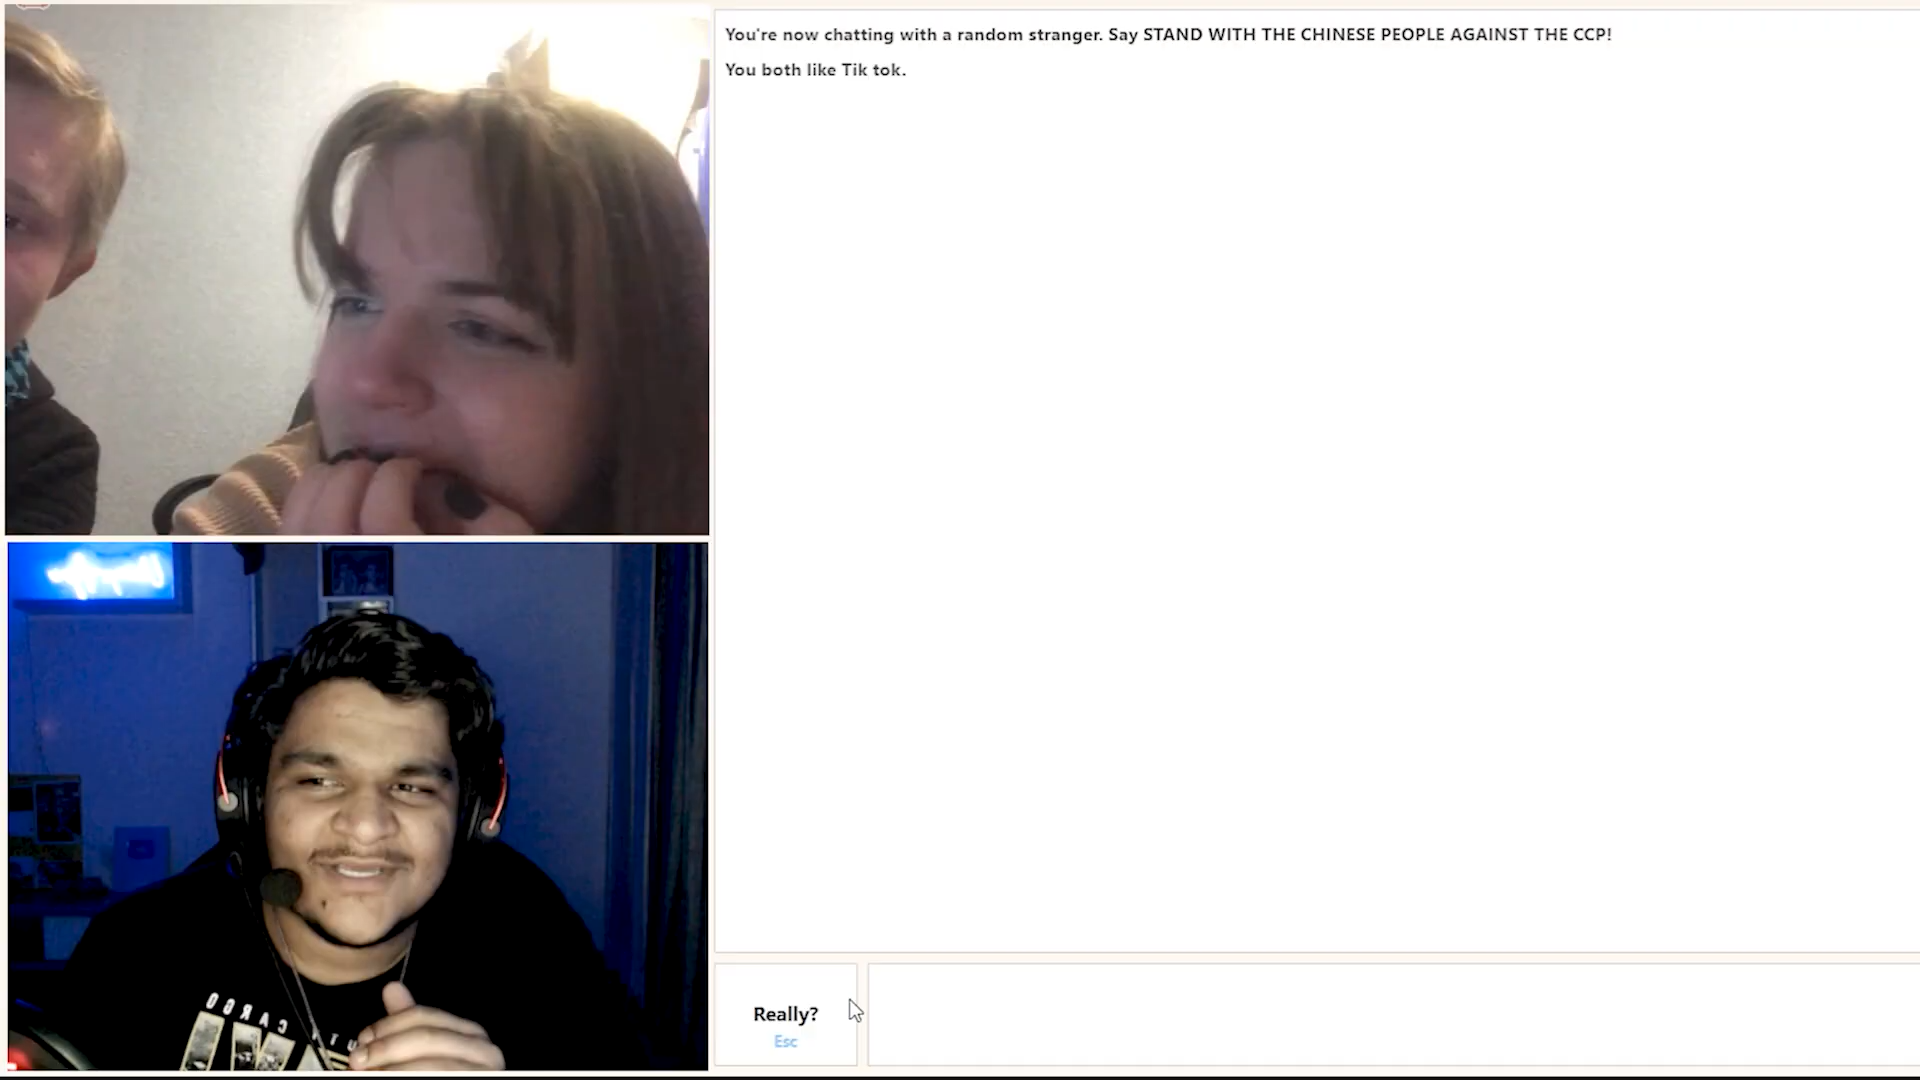 You're now chatting with a random stranger. Say STAND WITH THE CHINESE PEOPLE AGAINST THE CCP!
You both like Tik tok.
CARGO
Really?
Esc